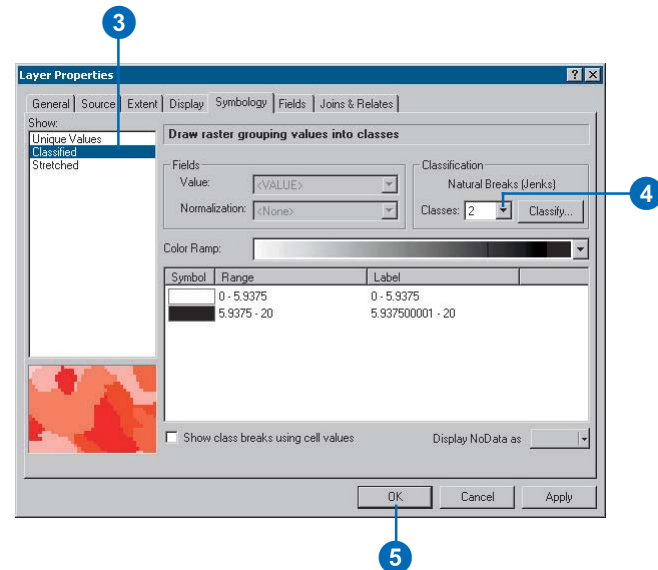 3
Layer Properties
General Source Extent Display Symbology Fields Joins & Relates
Show:
Unique Values
Classified
Stretched
Draw raster grouping values into classes
Fields
Value: <VALUE>
Normalization: <None>
Classification
Natural Breaks (Jenks)
Classes: 2 Classify...
4
Color Ramp:
Symbol Range Label
0 - 5.9375 0 - 5.9375
5.9375 - 20 5.937500001 - 20
Show class breaks using cell values Display NoData as
OK Cancel Apply
5